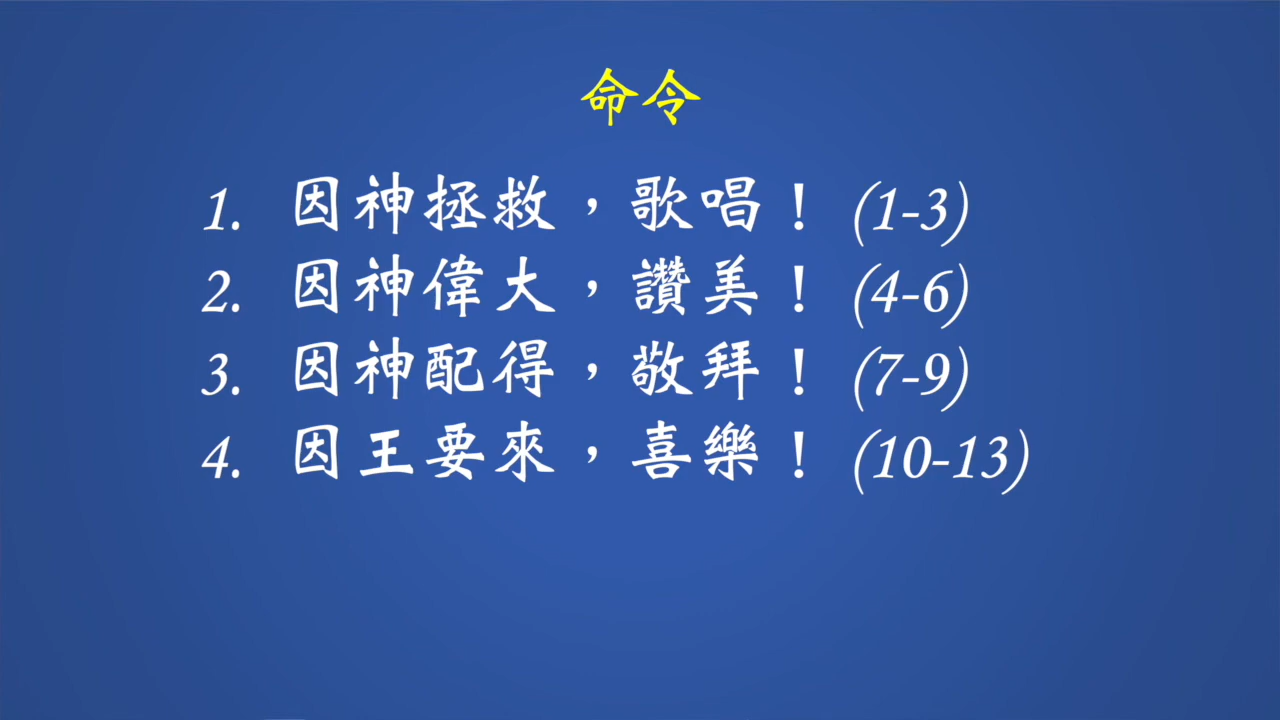 命令
1. 因神拯救，歌唱！(1-3)
2. 因神偉大，讚美！(4-6)
3. 因神配得，敬拜！(7-9)
4. 因王要來，喜樂！(10-13)